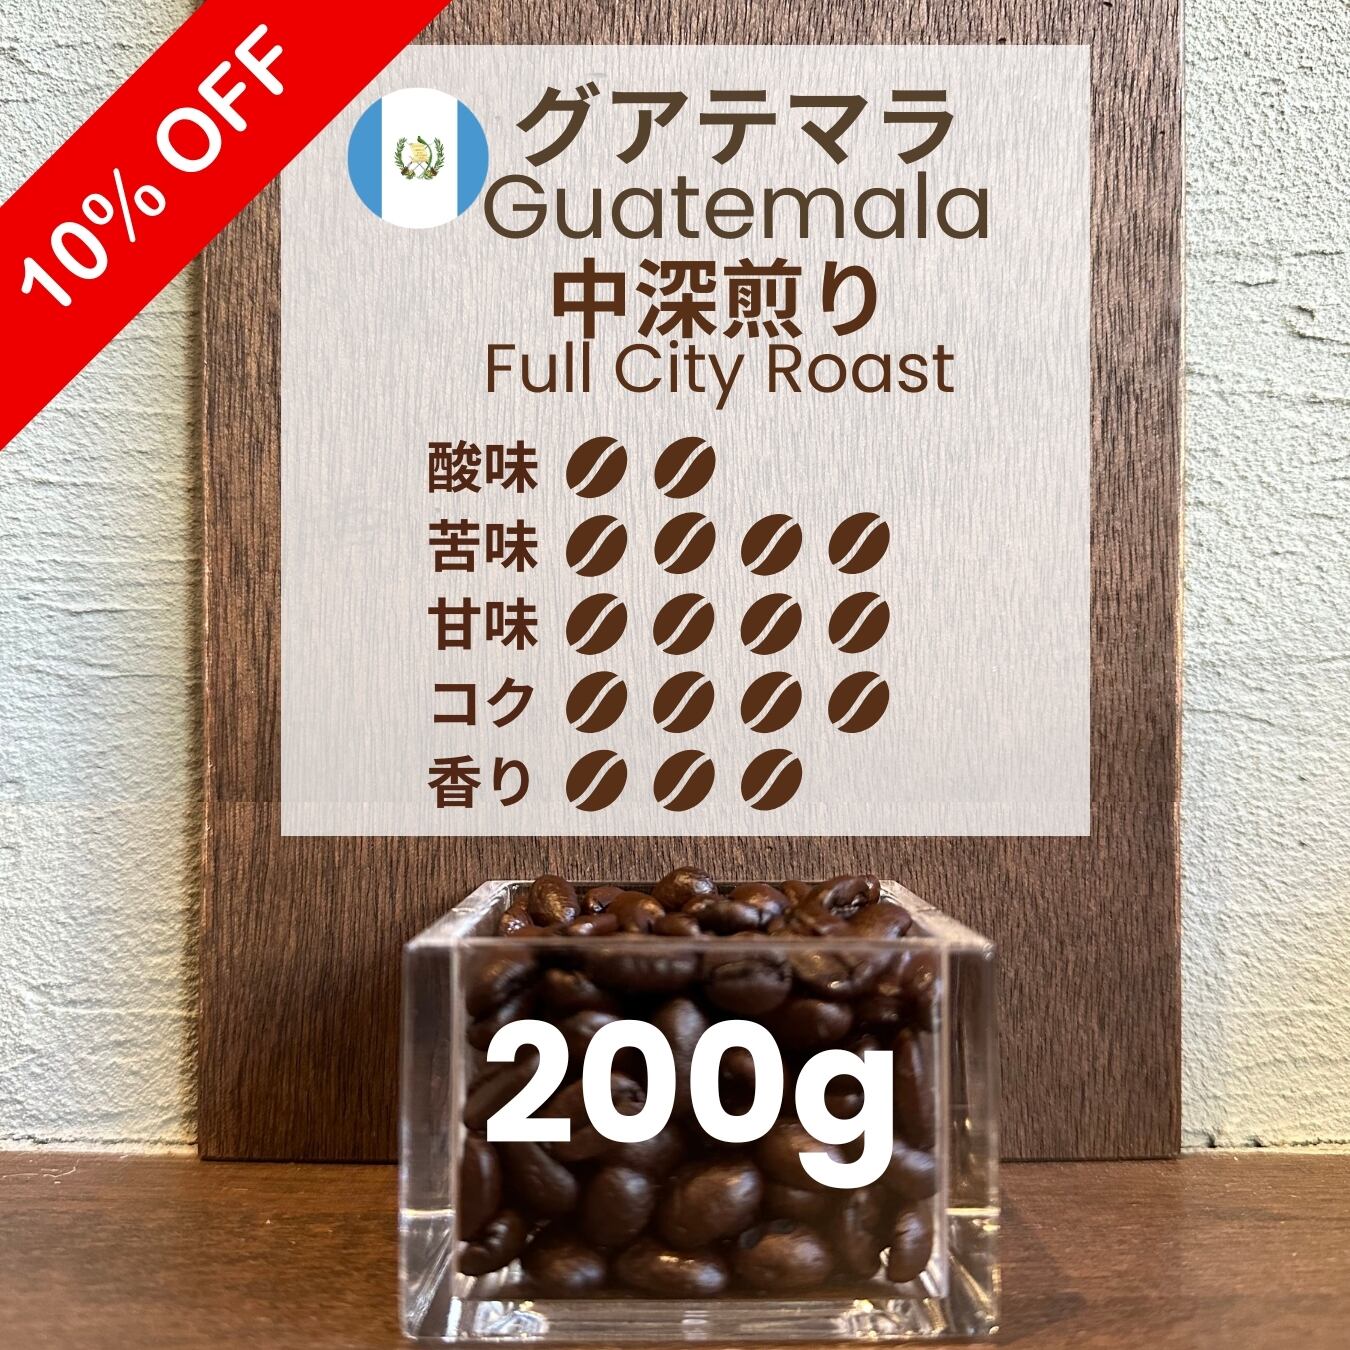 10% OFF
グアテマラ
Guatemala
中深煎り
Full City Roast
酸味
苦味
甘味
コク
香り
200g